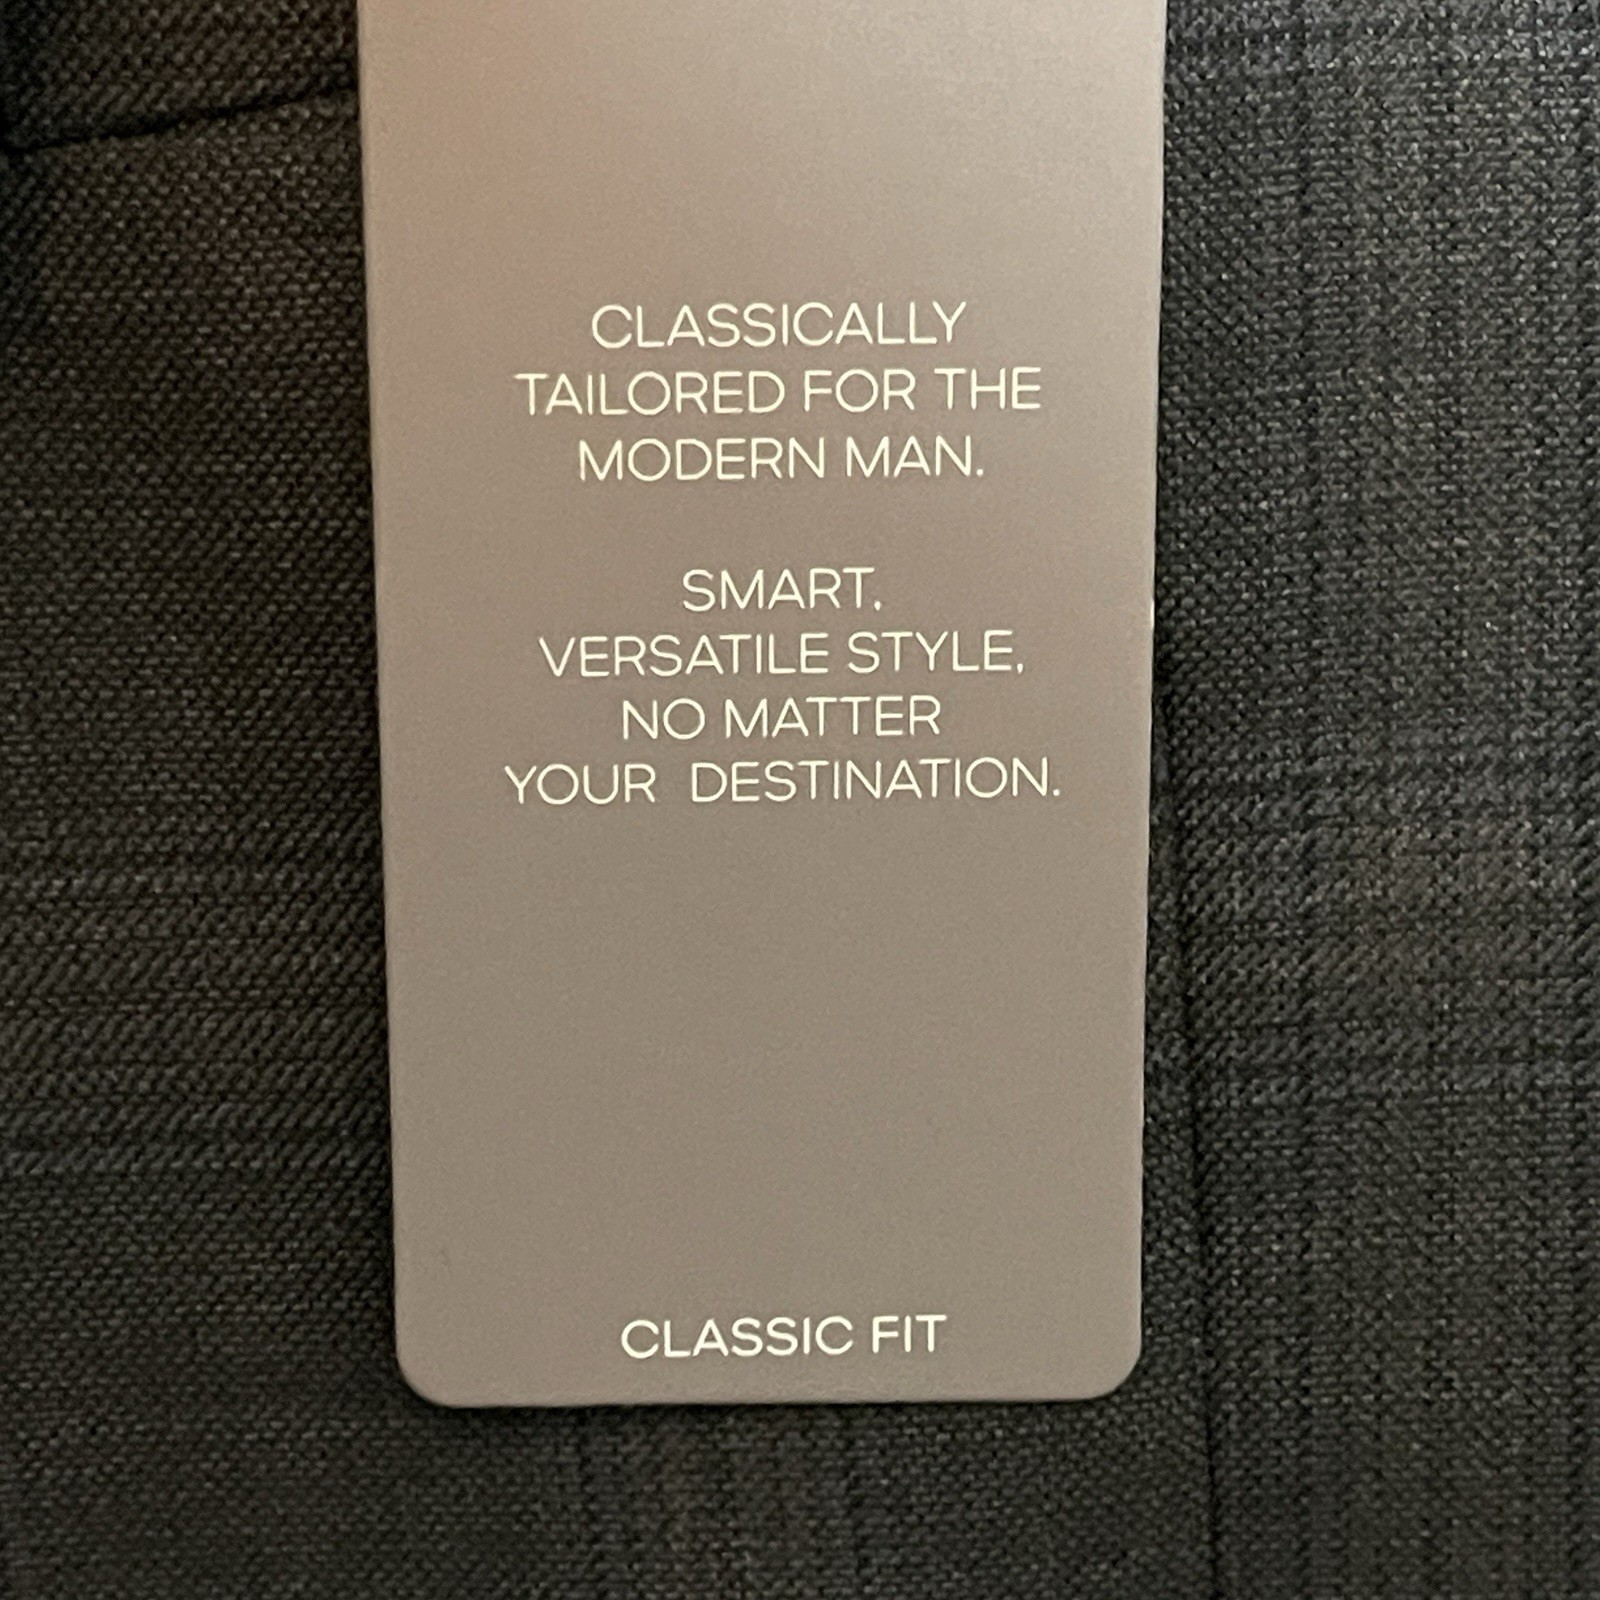 CLASSICALLY
TAILORED FOR THE
MODERN MAN.
SMART,
VERSATILE STYLE,
NO MATTER
YOUR DESTINATION.
CLASSIC FIT